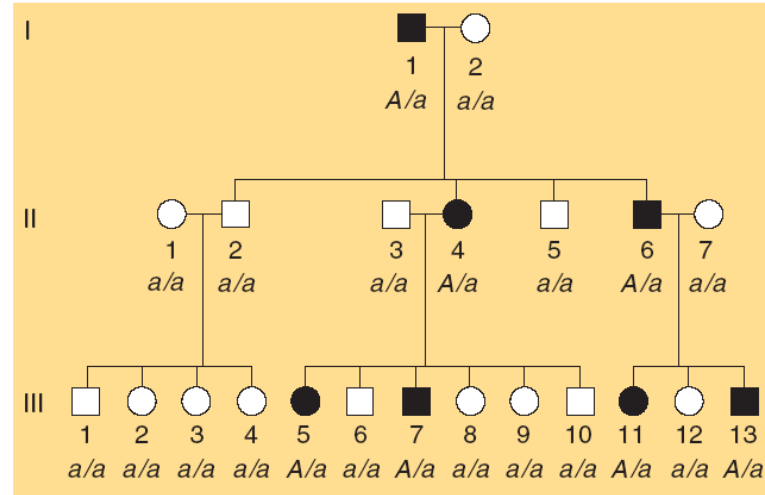 I
1 2
A/a a/a
II
1 2 3 4 5 6 7
a/a a/a a/a A/a a/a A/a a/a
III
1 2 3 4 5 6 7 8 9 10 11 12 13
a/a a/a a/a a/a A/a a/a A/a a/a a/a a/a A/a a/a A/a